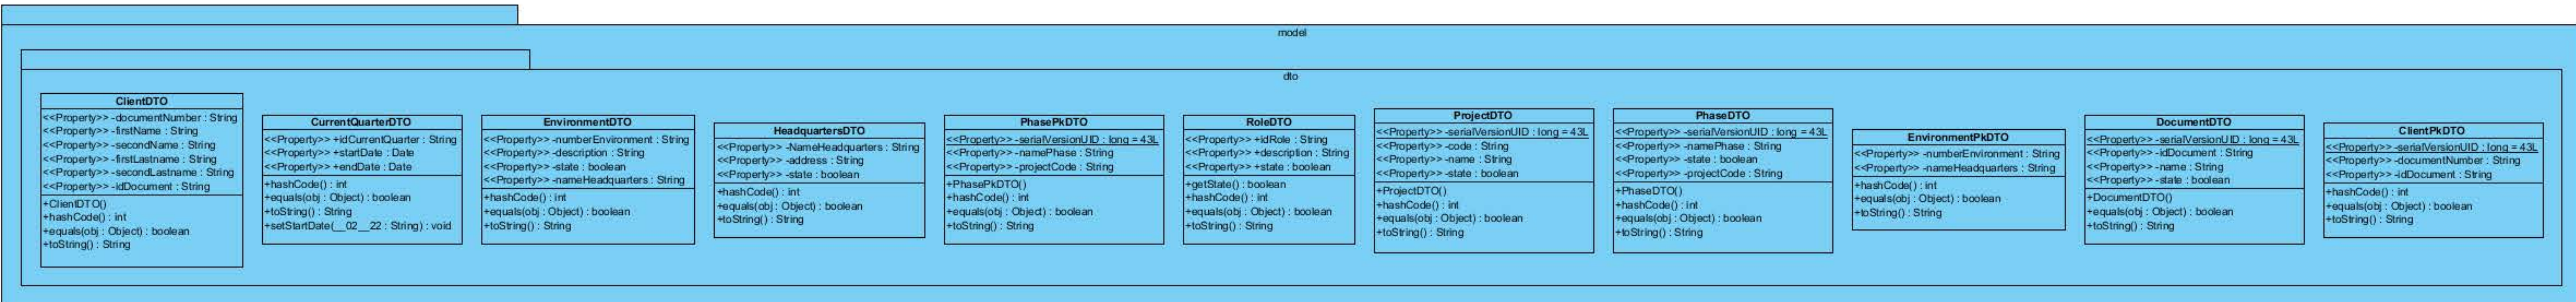 model
dto
ClientDTO
<<Property>> -documentNumber : String
<<Property>> -firstName : String
<<Property>> -secondName : String
<<Property>> -firstLastname : String
<<Property>> -secondLastname : String
<<Property>> -idDocument : String
+ClientDTO()
+hashCode() : int
+equals(obj : Object) : boolean
+toString() : String
CurrentQuarterDTO
<<Property>> +idCurrentQuarter : String
<<Property>> +startDate : Date
<<Property>> +endDate : Date
+hashCode() : int
+equals(obj : Object) : boolean
+toString() : String
+setStartDate(__02__22 : String) : void
EnvironmentDTO
<<Property>> -numberEnvironment : String
<<Property>> -description : String
<<Property>> -state : boolean
<<Property>> -nameHeadquarters : String
+hashCode() : int
+equals(obj : Object) : boolean
+toString() : String
HeadquartersDTO
<<Property>> -NameHeadquarters : String
<<Property>> -address : String
<<Property>> -state : boolean
+hashCode() : int
+equals(obj : Object) : boolean
+toString() : String
PhasePkDTO
<<Property>> -serialVersionUID : long = 43L
<<Property>> -namePhase : String
<<Property>> -projectCode : String
+PhasePkDTO()
+hashCode() : int
+equals(obj : Object) : boolean
+toString() : String
RoleDTO
<<Property>> +idRole : String
<<Property>> +description : String
<<Property>> +state : boolean
+getState() : boolean
+hashCode() : int
+equals(obj : Object) : boolean
+toString() : String
ProjectDTO
<<Property>> -serialVersionUID : long = 43L
<<Property>> -code : String
<<Property>> -name : String
<<Property>> -state : boolean
+ProjectDTO()
+hashCode() : int
+equals(obj : Object) : boolean
+toString() : String
PhaseDTO
<<Property>> -serialVersionUID : long = 43L
<<Property>> -namePhase : String
<<Property>> -state : boolean
<<Property>> -projectCode : String
+PhaseDTO()
+hashCode() : int
+equals(obj : Object) : boolean
+toString() : String
EnvironmentPkDTO
<<Property>> -numberEnvironment : String
<<Property>> -nameHeadquarters : String
+hashCode() : int
+equals(obj : Object) : boolean
+toString() : String
DocumentDTO
<<Property>> -serialVersionUID : long = 43L
<<Property>> -idDocument : String
<<Property>> -name : String
<<Property>> -state : boolean
+DocumentDTO()
+equals(obj : Object) : boolean
+toString() : String
ClientPkDTO
<<Property>> -serialVersionUID : long = 43L
<<Property>> -documentNumber : String
<<Property>> -idDocument : String
+hashCode() : int
+equals(obj : Object) : boolean
+toString() : String